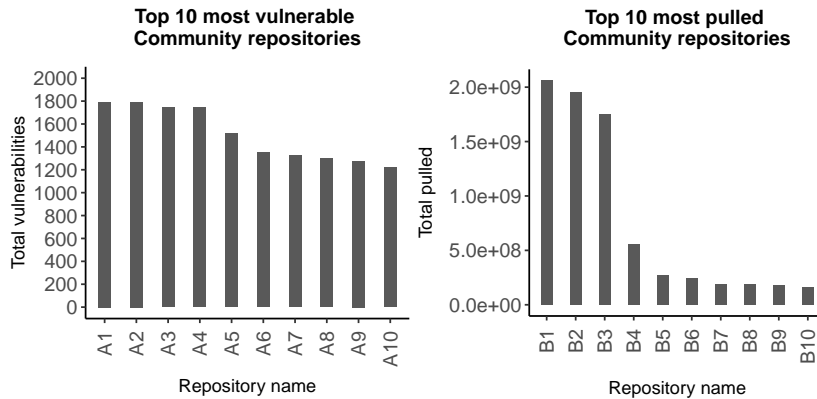 Top 10 most vulnerable
Community repositories
Total vulnerabilities
2000
1800
1600
1400
1200
1000
800
600
400
200
0
A1 A2 A3 A4 A5 A6 A7 A8 A9 A10
Repository name
Top 10 most pulled
Community repositories
Total pulled
2.0e+09
1.5e+09
1.0e+09
5.0e+08
0.0e+00
B1 B2 B3 B4 B5 B6 B7 B8 B9 B10
Repository name